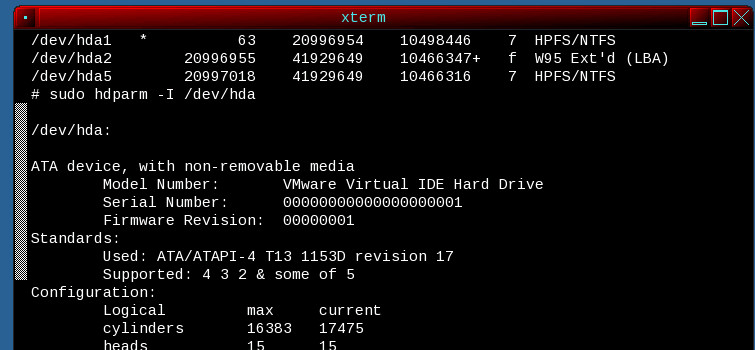 xterm
/dev/hda1   *          63    20996954    10498446    7  HPFS/NTFS
/dev/hda2        20996955    41929649    10466347+   f  W95 Ext'd (LBA)
/dev/hda5        20997018    41929649    10466316    7  HPFS/NTFS
# sudo hdparm -I /dev/hda
/dev/hda:
ATA device, with non-removable media
Model Number:       VMware Virtual IDE Hard Drive
Serial Number:      00000000000000000001
Firmware Revision:  00000001
Standards:
Used: ATA/ATAPI-4 T13 1153D revision 17
Supported: 4 3 2 & some of 5
Configuration:
Logical         max     current
cylinders       16383   17475
heads           15      15